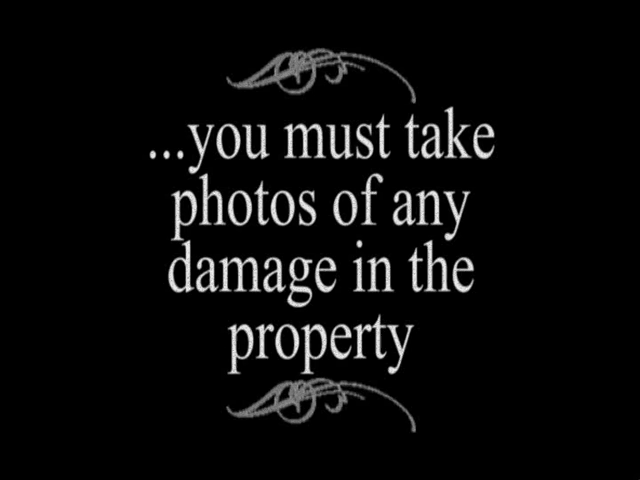 ...you must take
photos of any
damage in the
property